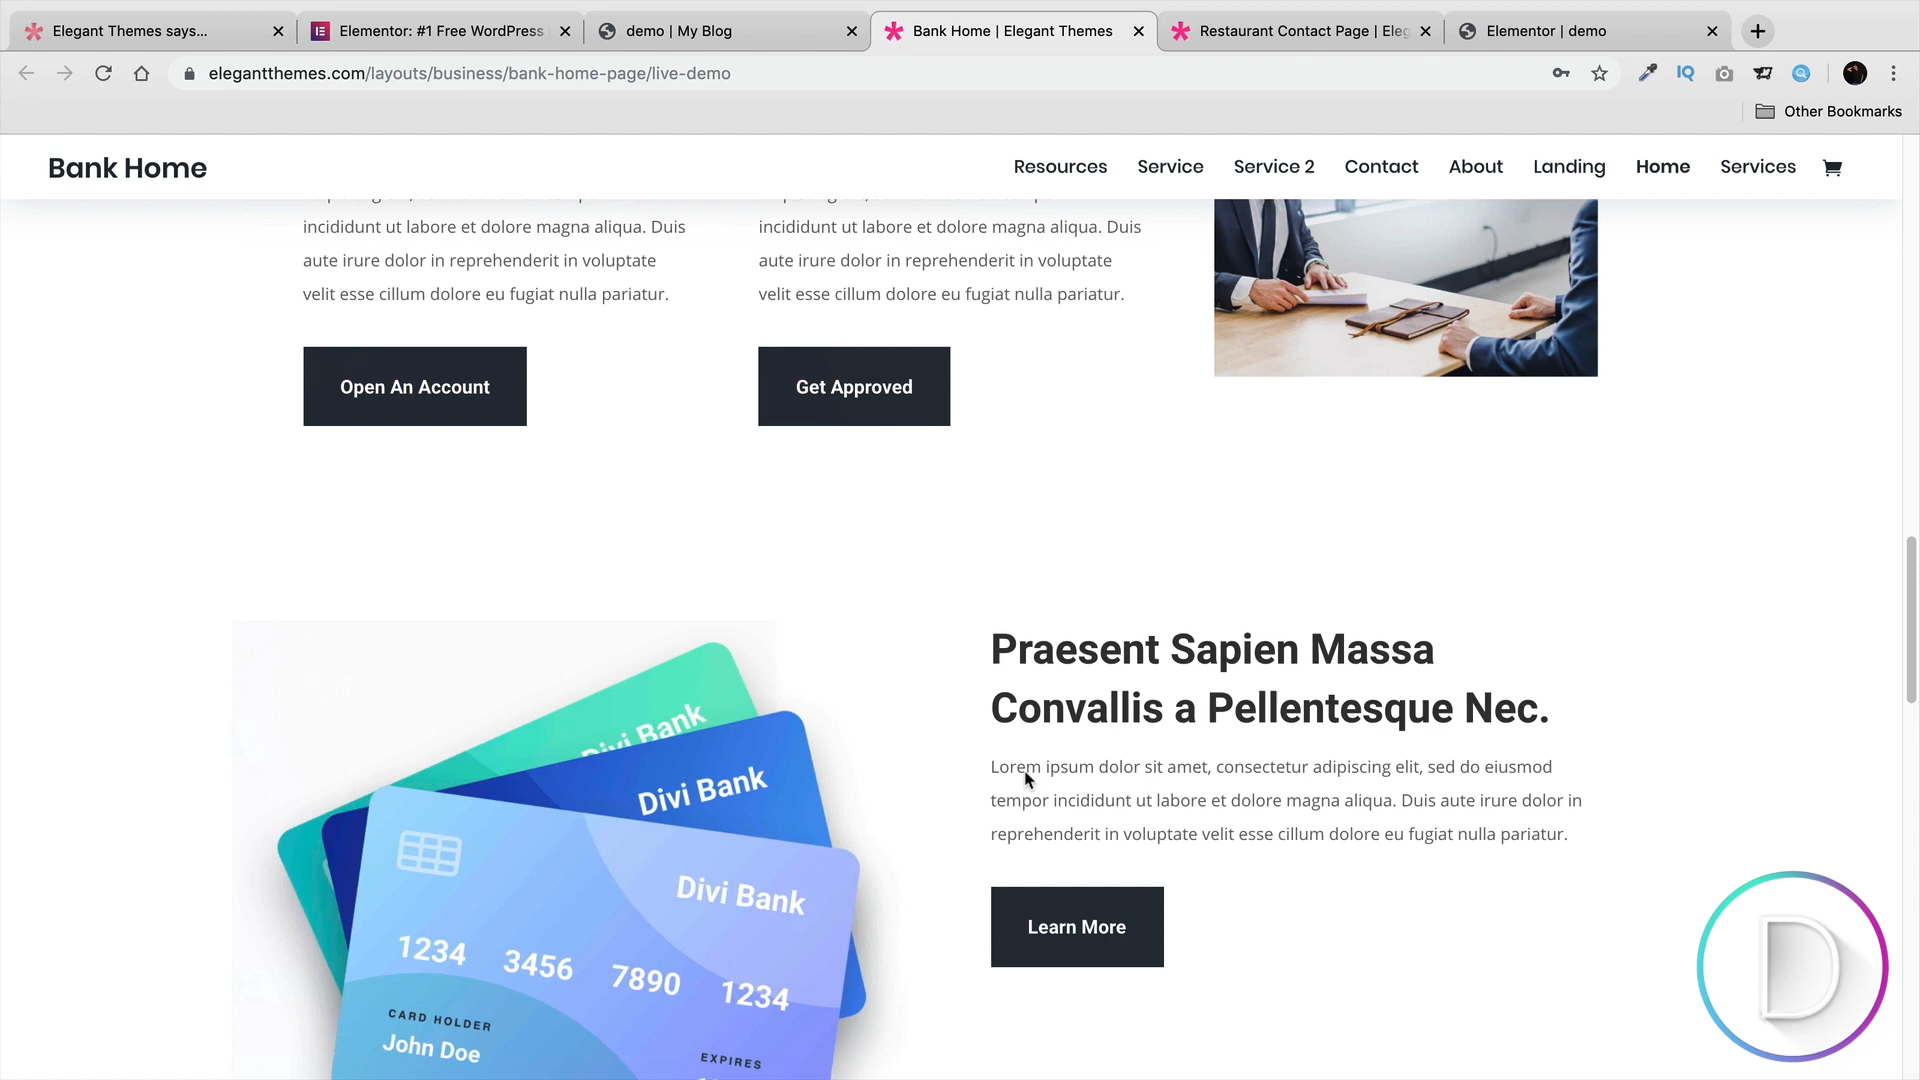 Elegant Themes says...
Elementor: #1 Free WordPress
demo | My Blog
Bank Home | Elegant Themes
Restaurant Contact Page | Eleg
Elementor | demo
elegantthemes.com/layouts/business/bank-home-page/live-demo
IQ
Other Bookmarks
Bank Home
Resources
Service
Service 2
Contact
About
Landing
Home
Services
incididunt ut labore et dolore magna aliqua. Duis
aute irure dolor in reprehenderit in voluptate
velit esse cillum dolore eu fugiat nulla pariatur.
Open An Account
incididunt ut labore et dolore magna aliqua. Duis
aute irure dolor in reprehenderit in voluptate
velit esse cillum dolore eu fugiat nulla pariatur.
Get Approved
Divi Bank
Divi Bank
Divi Bank
1234 3456 7890 1234
CARD HOLDER
John Doe
EXPIRES
Praesent Sapien Massa
Convallis a Pellentesque Nec.
Lorem ipsum dolor sit amet, consectetur adipiscing elit, sed do eiusmod
tempor incididunt ut labore et dolore magna aliqua. Duis aute irure dolor in
reprehenderit in voluptate velit esse cillum dolore eu fugiat nulla pariatur.
Learn More
D